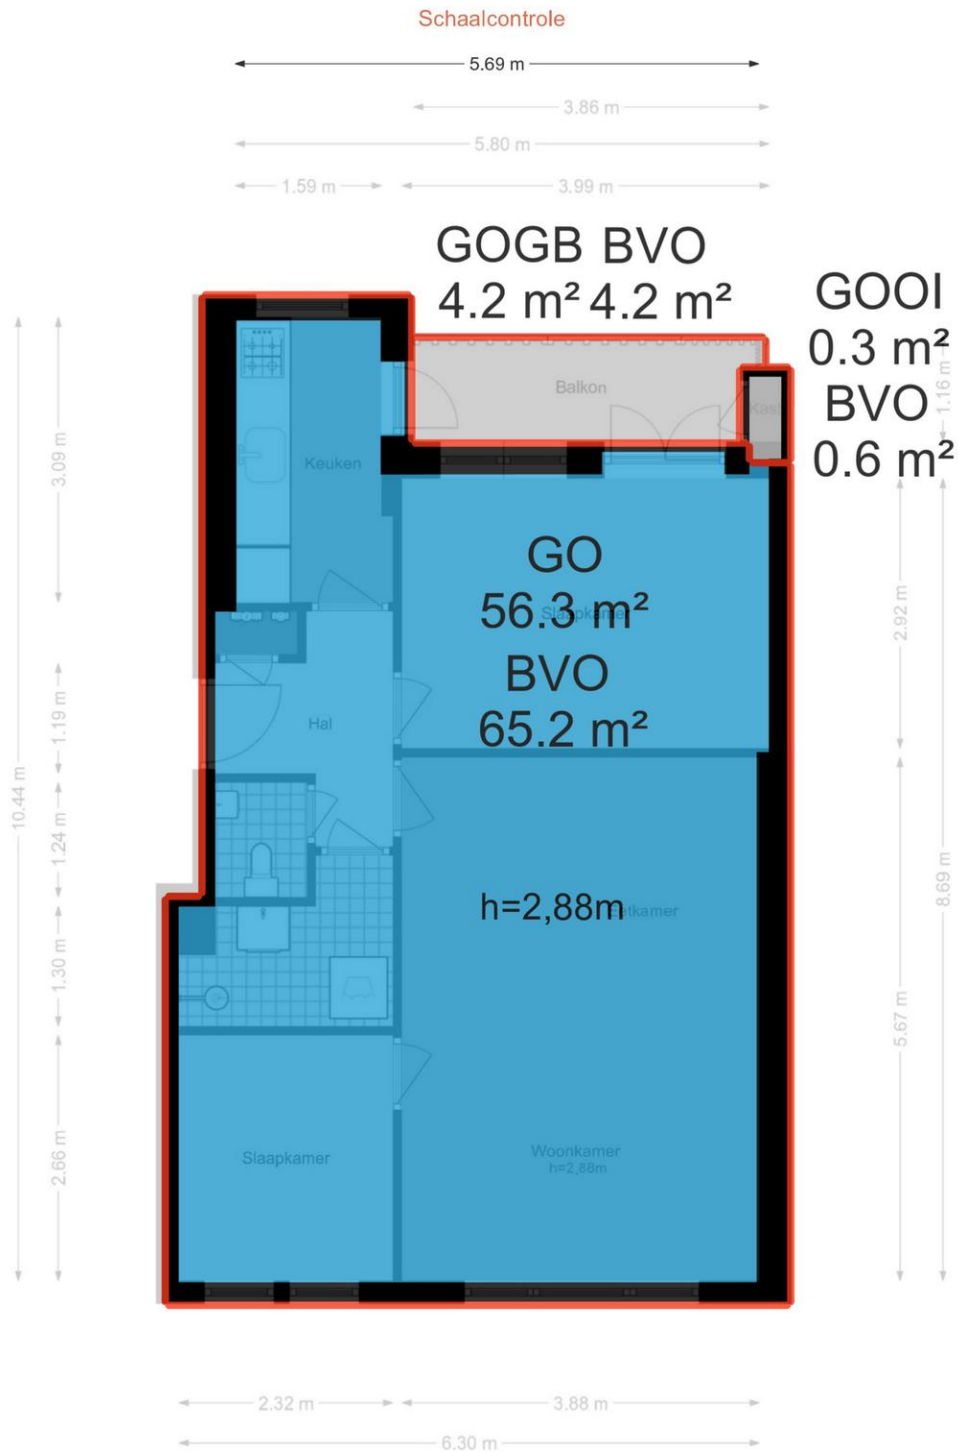 Schaalcontrole
5.69 m
3.86 m
5.80 m
1.59 m
3.99 m
GOGB BVO
4.2 m² 4.2 m²
GOOI
0.3 m²
BVO
0.6 m²
1.16 m
Balkon
Kast
Keuken
3.09 m
GO
56.3 m²
Slaapkamer
BVO
65.2 m²
2.92 m
Hal
1.19 m
10.44 m
1.24 m
8.69 m
h=2,88m
Eetkamer
1.30 m
5.67 m
2.66 m
Slaapkamer
Woonkamer
h=2,88m
2.32 m
3.88 m
6.30 m